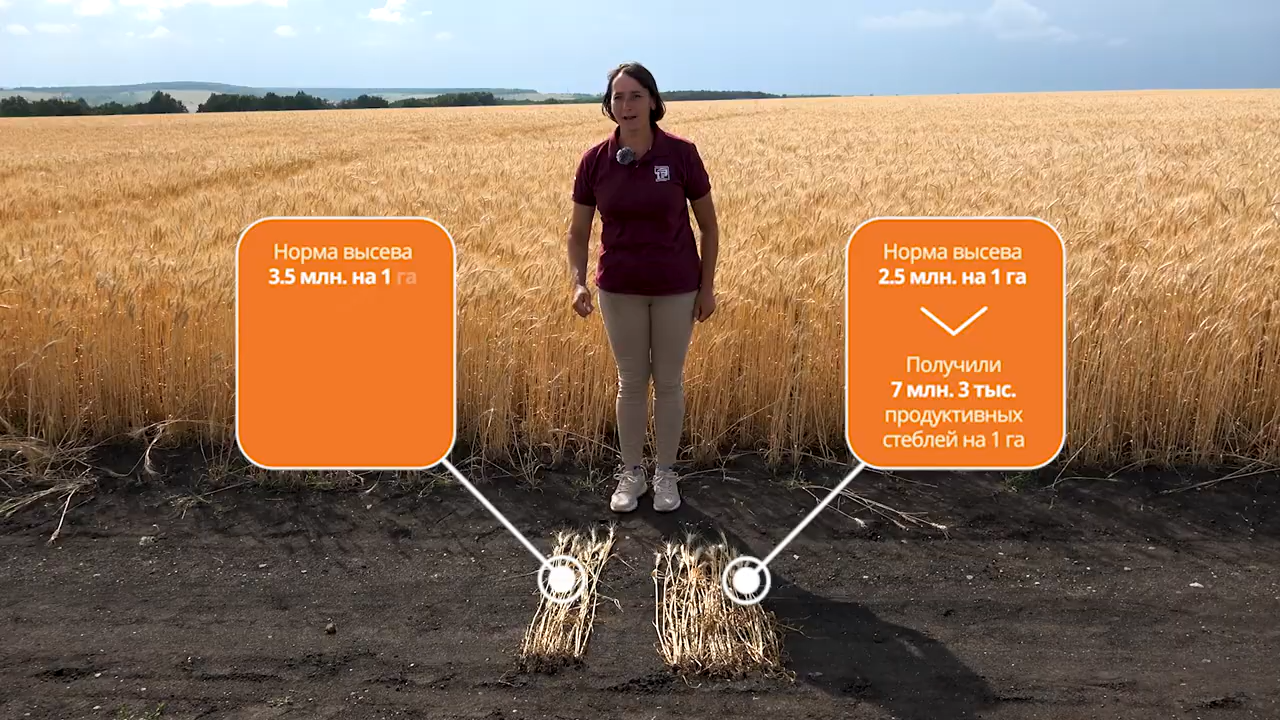 Норма высева
3.5 млн. на 1 га
Норма высева
2.5 млн. на 1 га
Получили
7 млн. 3 тыс.
продуктивных
стеблей на 1 га